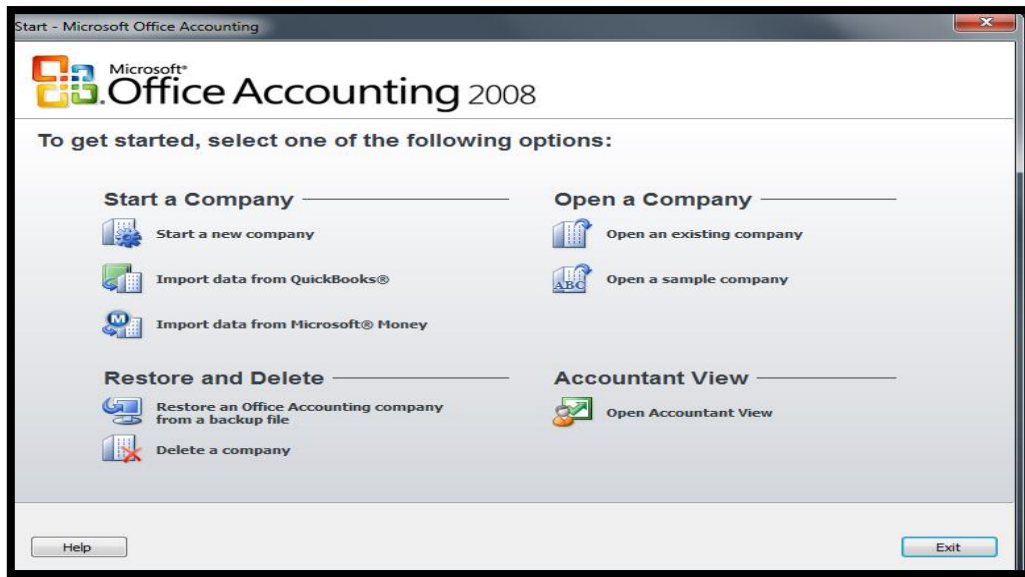 Start - Microsoft Office Accounting
Microsoft®
Office Accounting 2008
To get started, select one of the following options:
Start a Company
Start a new company
Import data from QuickBooks®
Import data from Microsoft® Money
Open a Company
Open an existing company
Open a sample company
ABC
Restore and Delete
Restore an Office Accounting company
from a backup file
Delete a company
Accountant View
Open Accountant View
Help
Exit